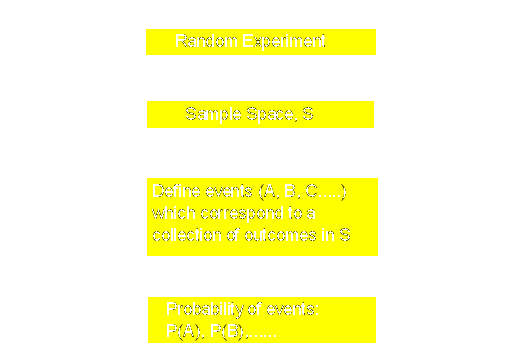 Random Experiment
Sample Space, S
Define events (A, B, C.....)
which correspond to a
collection of outcomes in S
Probability of events:
P(A), P(B),......